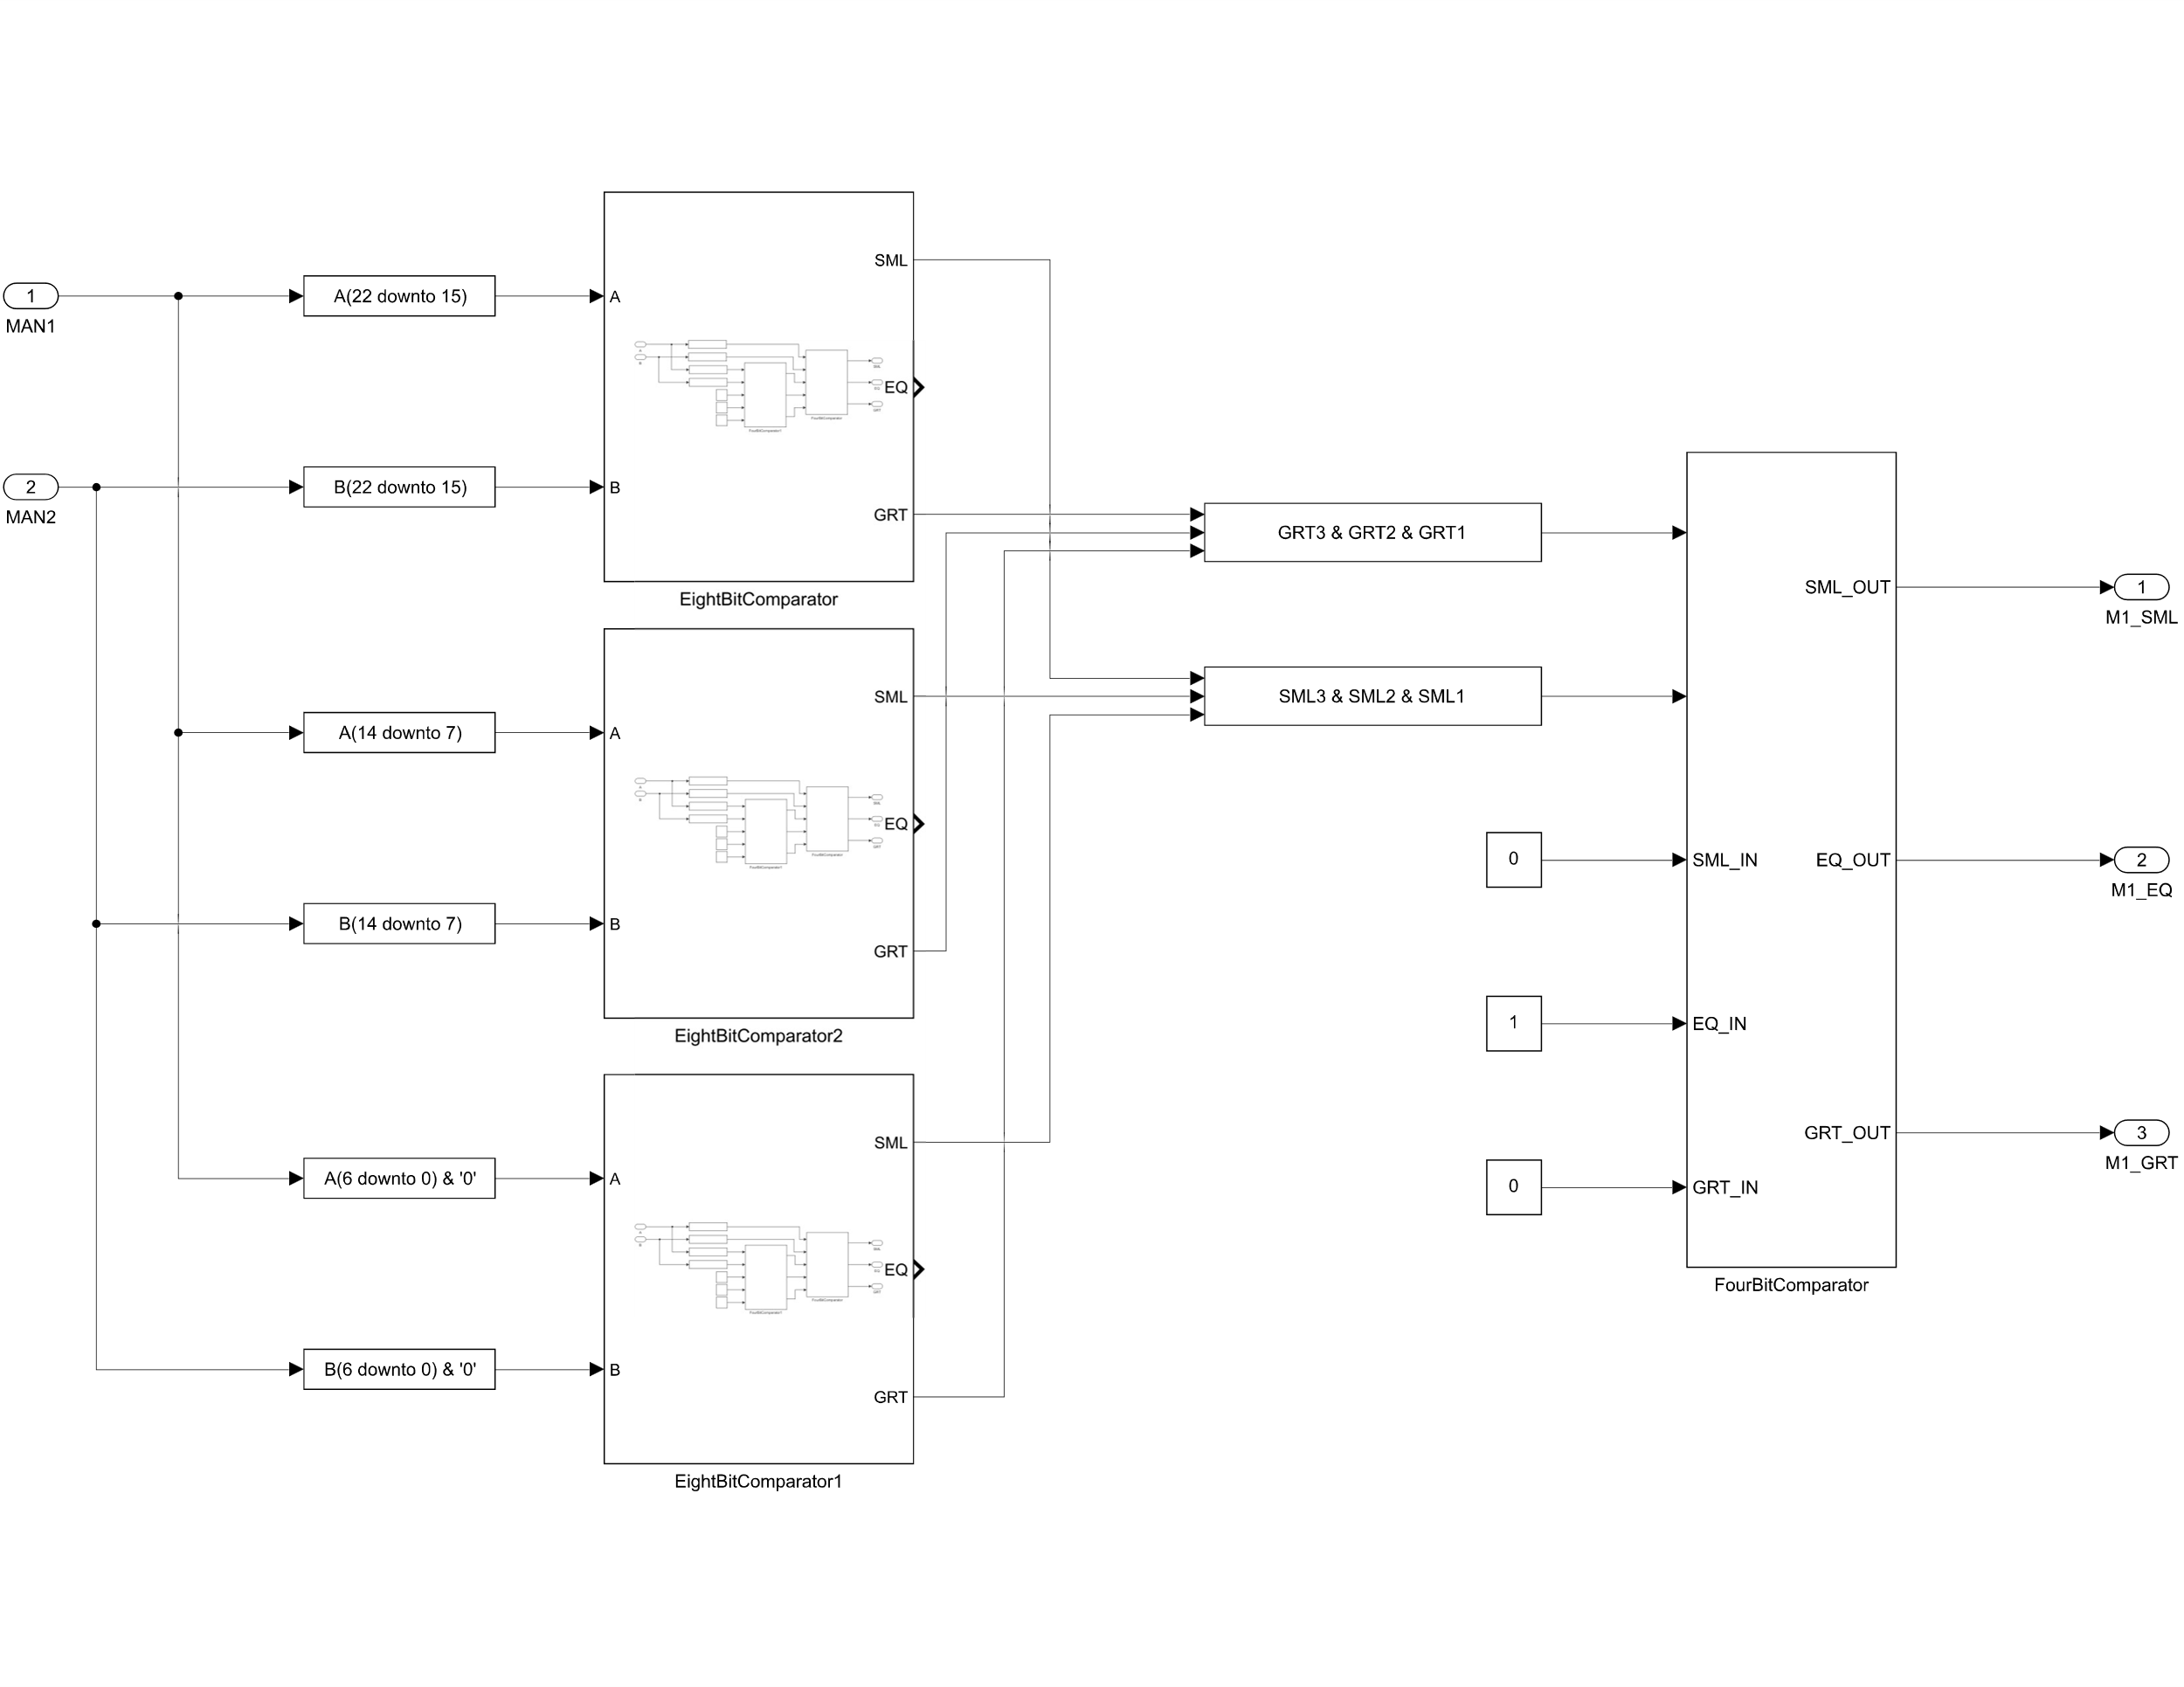 1
MAN1
2
MAN2
A(22 downto 15)
B(22 downto 15)
A(14 downto 7)
B(14 downto 7)
A(6 downto 0) & '0'
B(6 downto 0) & '0'
A
B
SML
EQ
GRT
EightBitComparator
A
B
SML
EQ
GRT
EightBitComparator2
A
B
SML
EQ
GRT
EightBitComparator1
GRT3 & GRT2 & GRT1
SML3 & SML2 & SML1
0
1
0
SML_IN
EQ_IN
GRT_IN
SML_OUT
EQ_OUT
GRT_OUT
FourBitComparator
1
M1_SML
2
M1_EQ
3
M1_GRT